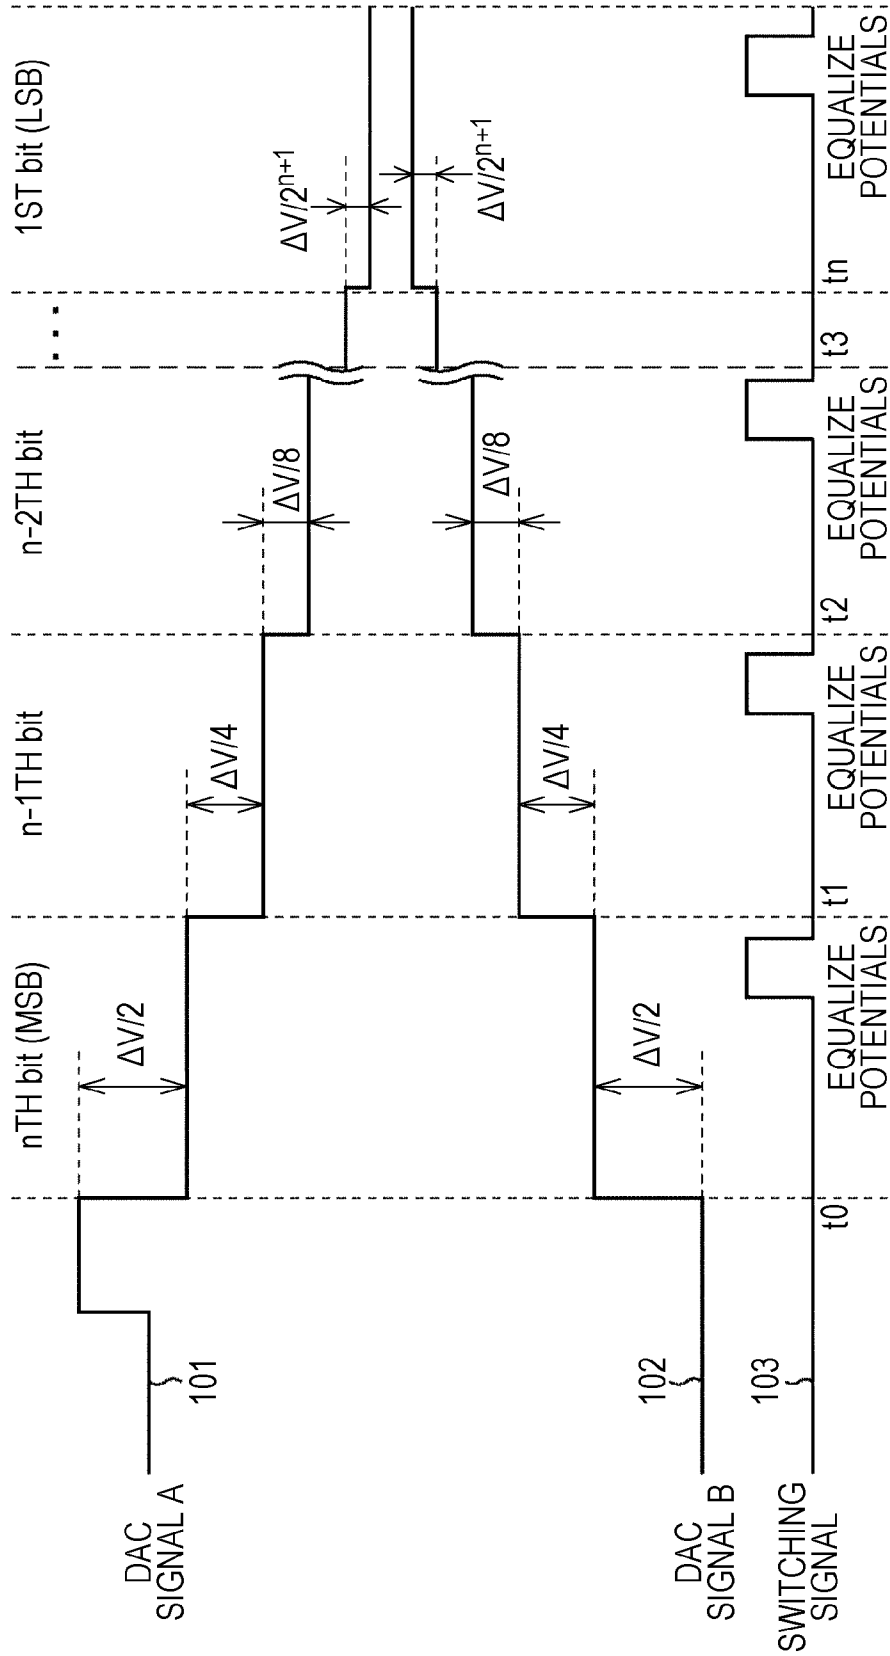 nTH bit (MSB)
n-1TH bit
n-2TH bit
...
1ST bit (LSB)
DAC
SIGNAL A
101
ΔV/2
ΔV/4
ΔV/8
ΔV/2ⁿ⁺¹
DAC
SIGNAL B
102
ΔV/2
ΔV/4
ΔV/8
ΔV/2ⁿ⁺¹
SWITCHING
SIGNAL
103
t0
t1
t2
t3
tn
EQUALIZE
POTENTIALS
EQUALIZE
POTENTIALS
EQUALIZE
POTENTIALS
EQUALIZE
POTENTIALS